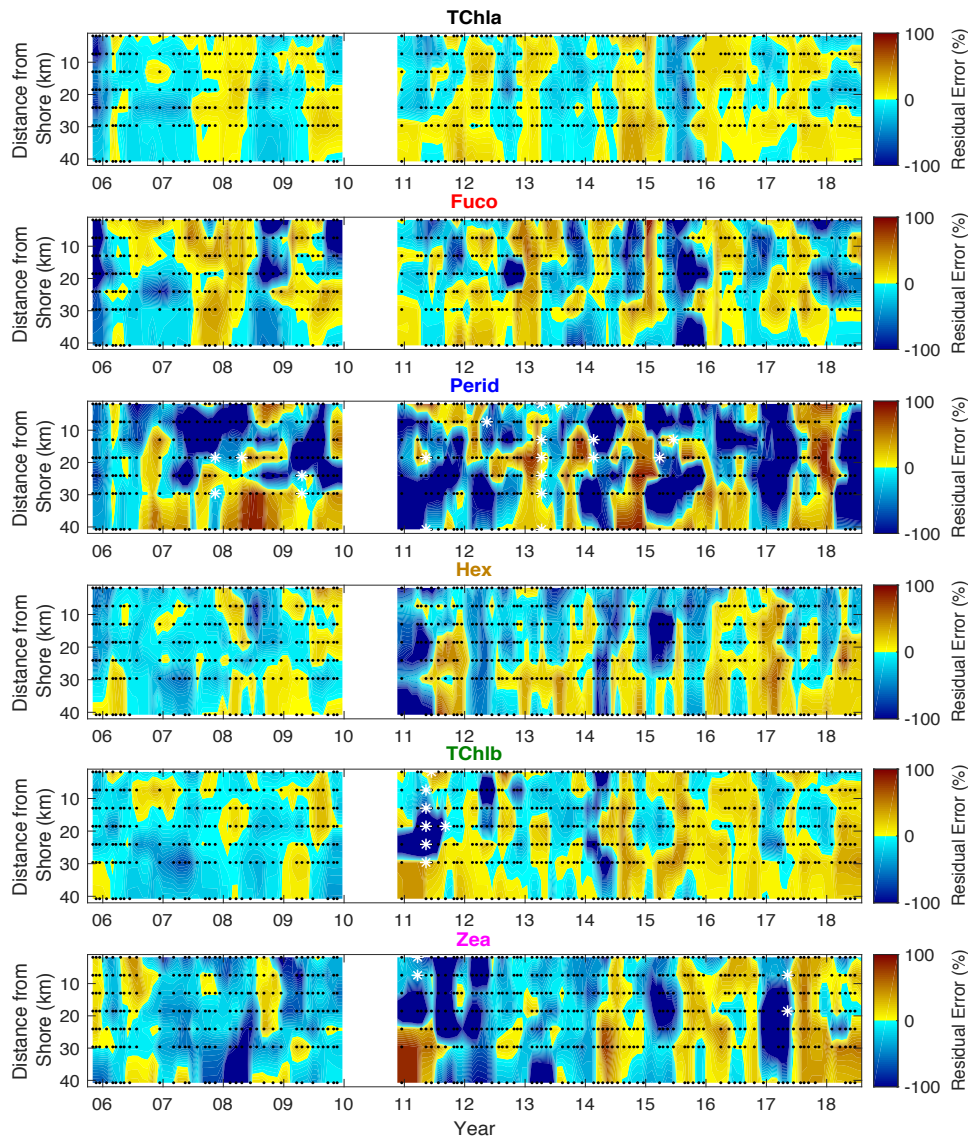 TChla
Distance from
Shore (km)
10
20
30
40
06 07 08 09 10 11 12 13 14 15 16 17 18
100
0
-100
Residual Error (%)
Fuco
Distance from
Shore (km)
10
20
30
40
06 07 08 09 10 11 12 13 14 15 16 17 18
100
0
-100
Residual Error (%)
Perid
Distance from
Shore (km)
10
20
30
40
06 07 08 09 10 11 12 13 14 15 16 17 18
100
0
-100
Residual Error (%)
Hex
Distance from
Shore (km)
10
20
30
40
06 07 08 09 10 11 12 13 14 15 16 17 18
100
0
-100
Residual Error (%)
TChlb
Distance from
Shore (km)
10
20
30
40
06 07 08 09 10 11 12 13 14 15 16 17 18
100
0
-100
Residual Error (%)
Zea
Distance from
Shore (km)
10
20
30
40
06 07 08 09 10 11 12 13 14 15 16 17 18
100
0
-100
Residual Error (%)
Year